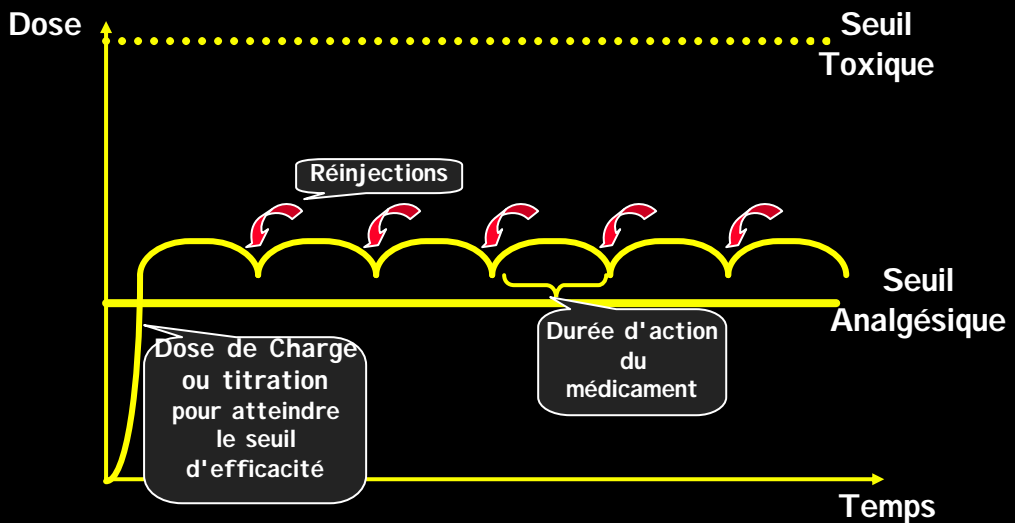 Dose
Seuil
Toxique
Réinjections
Seuil
Analgésique
Durée d'action
du
médicament
Dose de Charge
ou titration
pour atteindre
le seuil
d'efficacité
Temps